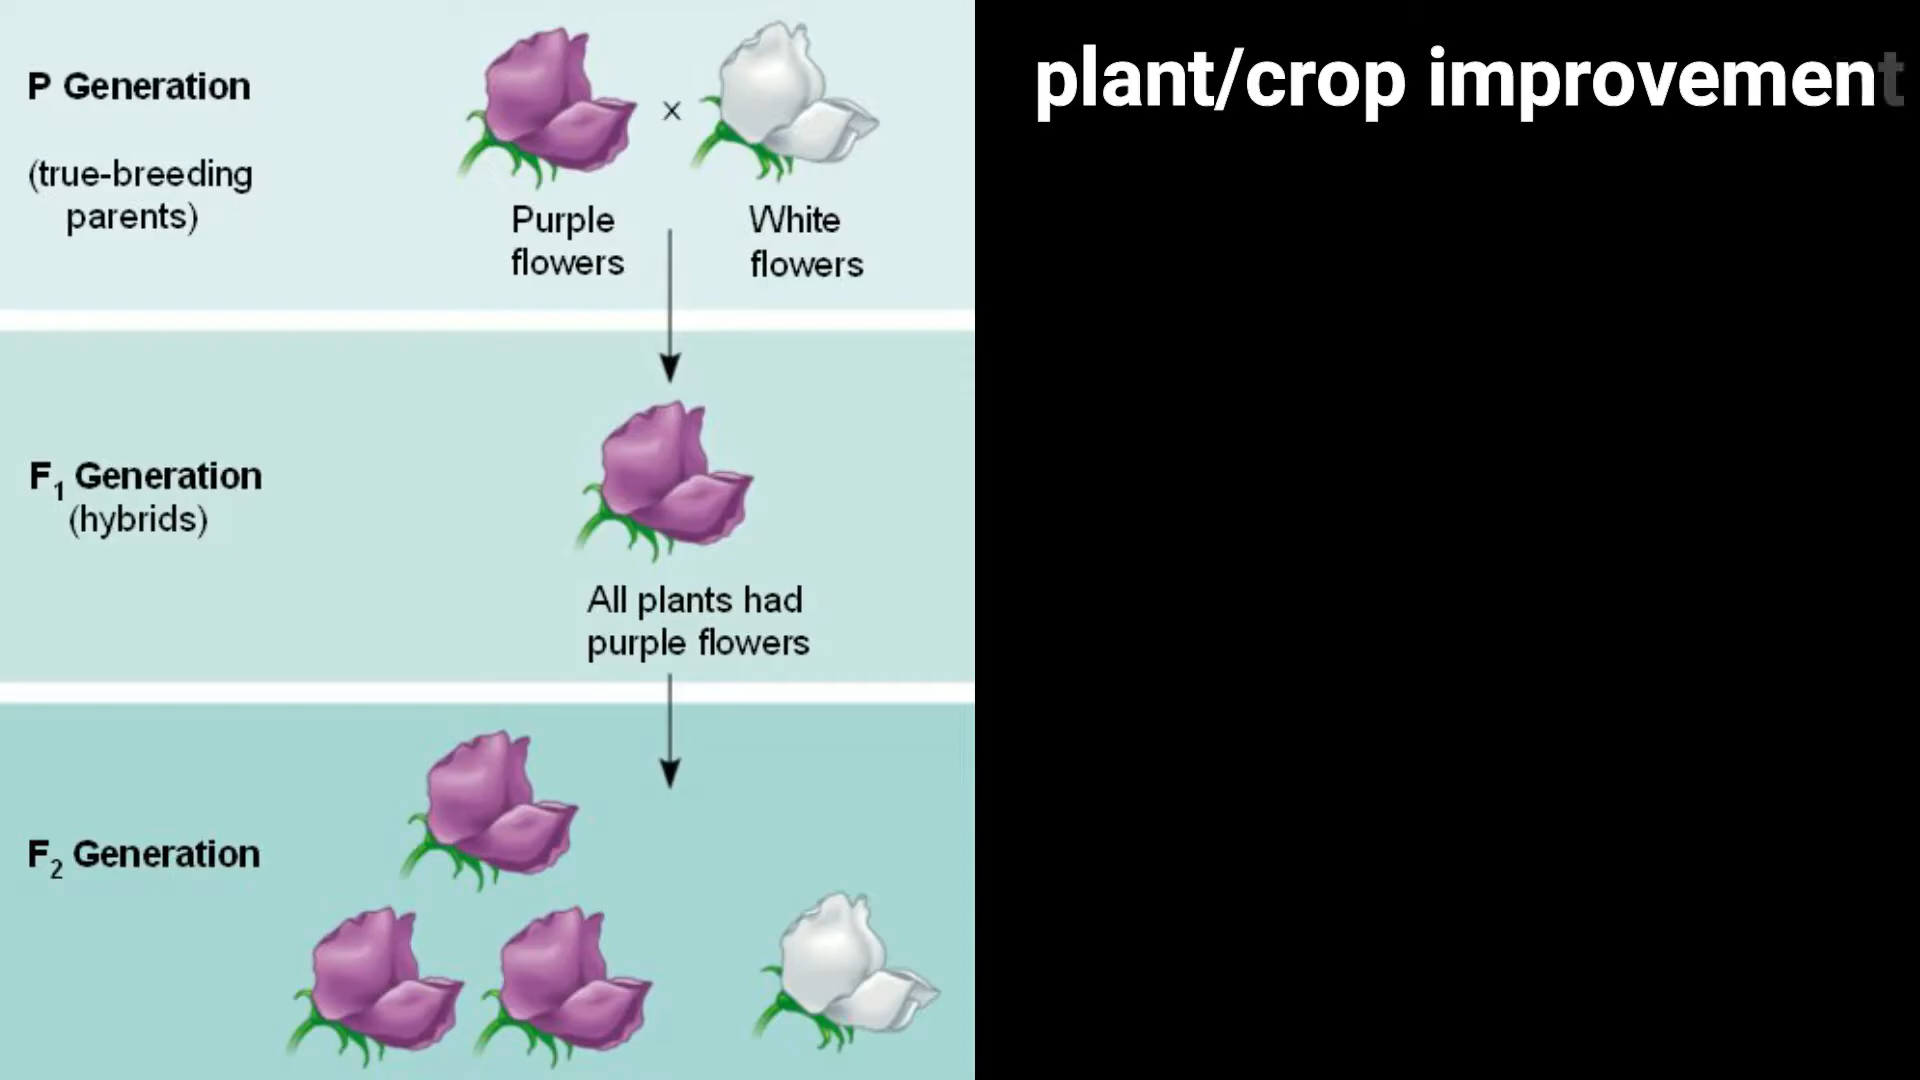 P Generation
(true-breeding
parents)
x
Purple
flowers
White
flowers
F₁ Generation
(hybrids)
All plants had
purple flowers
F₂ Generation
plant/crop improvement